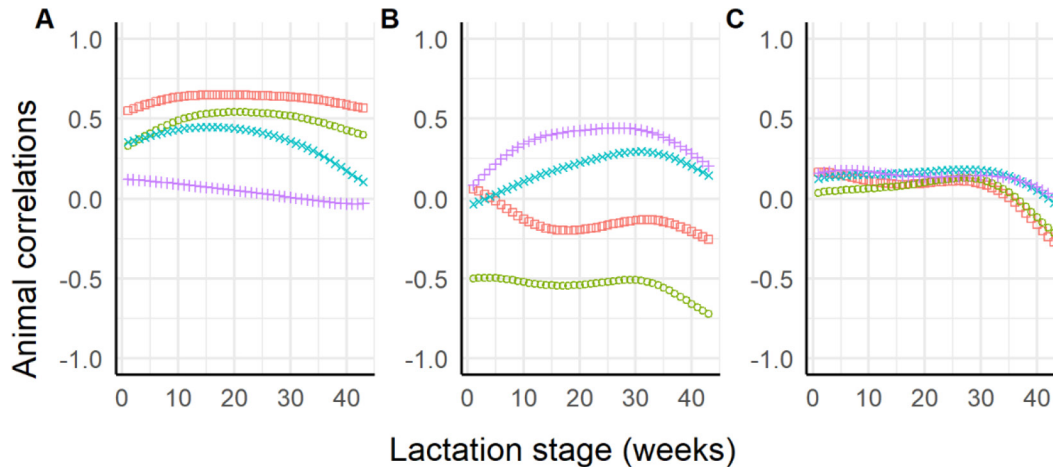 A B C
1.0 1.0 1.0
0.5 0.5 0.5
0.0 0.0 0.0
-0.5 -0.5 -0.5
-1.0 -1.0 -1.0
Animal correlations
0 10 20 30 40 0 10 20 30 40 0 10 20 30 40
Lactation stage (weeks)